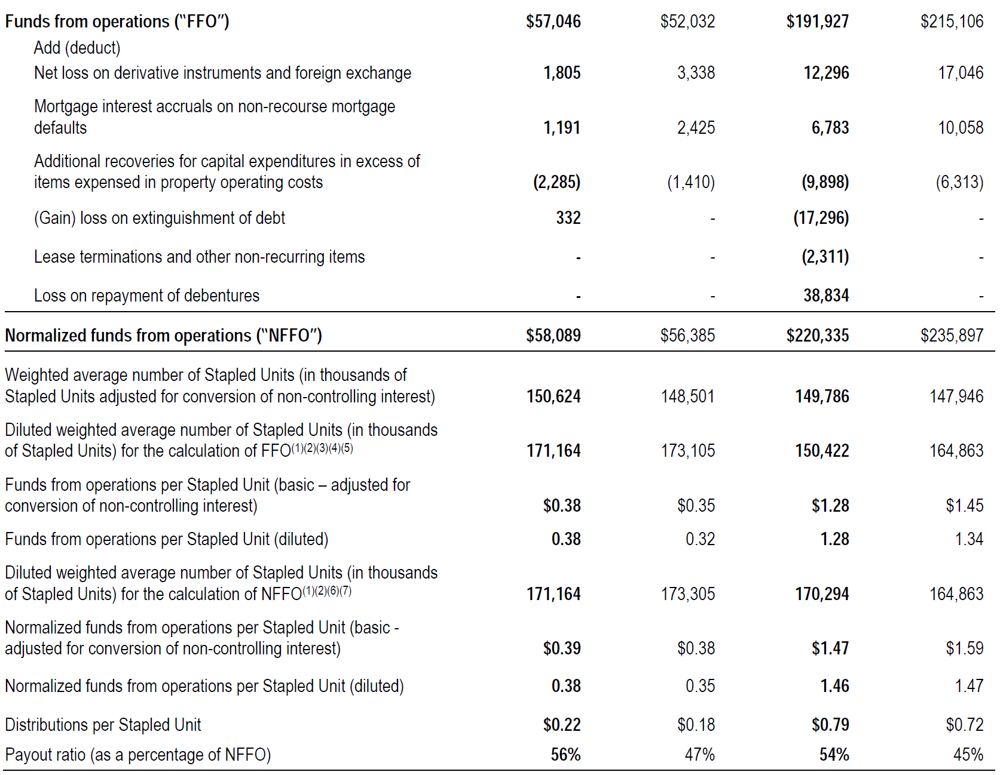 Funds from operations (“FFO”) $57,046 $52,032 $191,927 $215,106
Add (deduct)
Net loss on derivative instruments and foreign exchange 1,805 3,338 12,296 17,046
Mortgage interest accruals on non-recourse mortgage
defaults 1,191 2,425 6,783 10,058
Additional recoveries for capital expenditures in excess of
items expensed in property operating costs (2,285) (1,410) (9,898) (6,313)
(Gain) loss on extinguishment of debt 332 - (17,296) -
Lease terminations and other non-recurring items - - (2,311) -
Loss on repayment of debentures - - 38,834 -
Normalized funds from operations (“NFFO”) $58,089 $56,385 $220,335 $235,897
Weighted average number of Stapled Units (in thousands of
Stapled Units adjusted for conversion of non-controlling interest) 150,624 148,501 149,786 147,946
Diluted weighted average number of Stapled Units (in thousands
of Stapled Units) for the calculation of FFO(1)(2)(3)(4)(5) 171,164 173,105 150,422 164,863
Funds from operations per Stapled Unit (basic – adjusted for
conversion of non-controlling interest) $0.38 $0.35 $1.28 $1.45
Funds from operations per Stapled Unit (diluted) 0.38 0.32 1.28 1.34
Diluted weighted average number of Stapled Units (in thousands
of Stapled Units) for the calculation of NFFO(1)(2)(6)(7) 171,164 173,305 170,294 164,863
Normalized funds from operations per Stapled Unit (basic -
adjusted for conversion of non-controlling interest) $0.39 $0.38 $1.47 $1.59
Normalized funds from operations per Stapled Unit (diluted) 0.38 0.35 1.46 1.47
Distributions per Stapled Unit $0.22 $0.18 $0.79 $0.72
Payout ratio (as a percentage of NFFO) 56% 47% 54% 45%